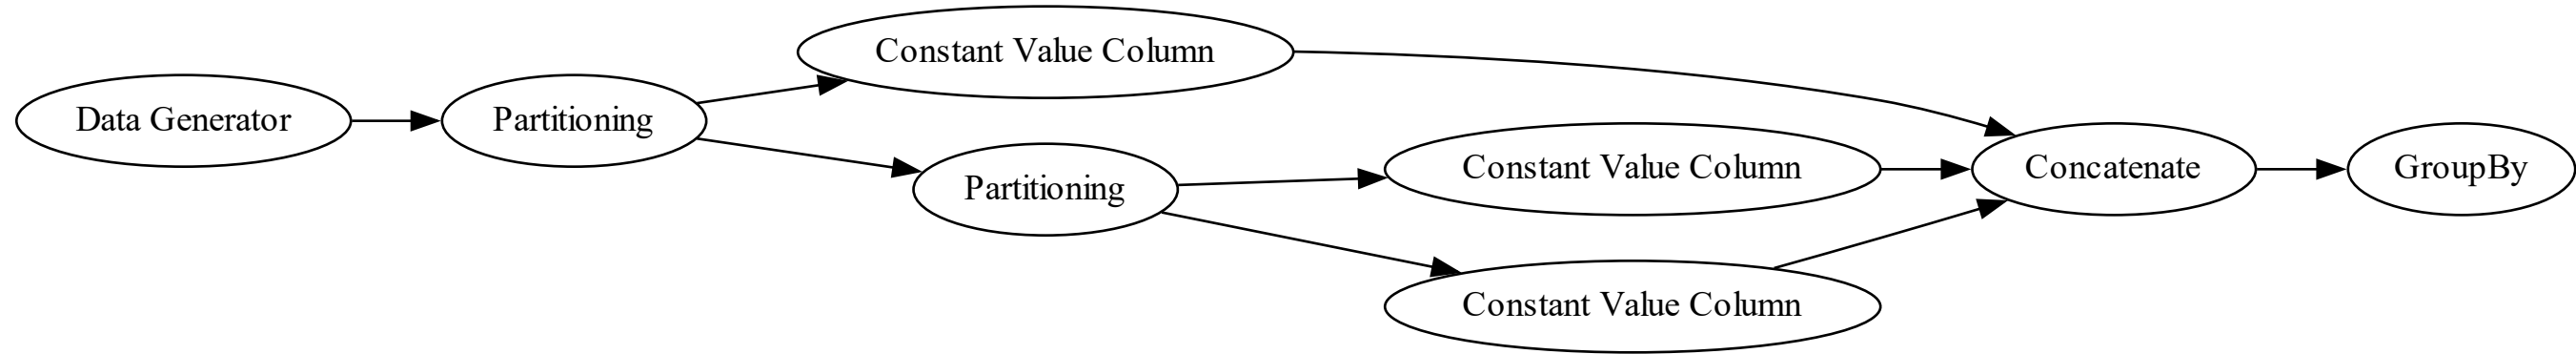 Data Generator
Partitioning
Constant Value Column
Partitioning
Constant Value Column
Constant Value Column
Concatenate
GroupBy